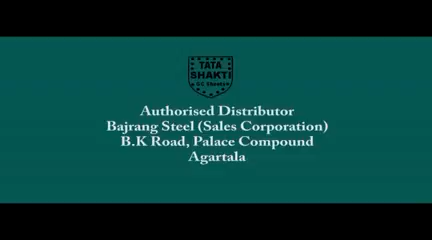 TATA
SHAKTI
GC Sheets
Authorised Distributor
Bajrang Steel (Sales Corporation)
B.K Road, Palace Compound
Agartala